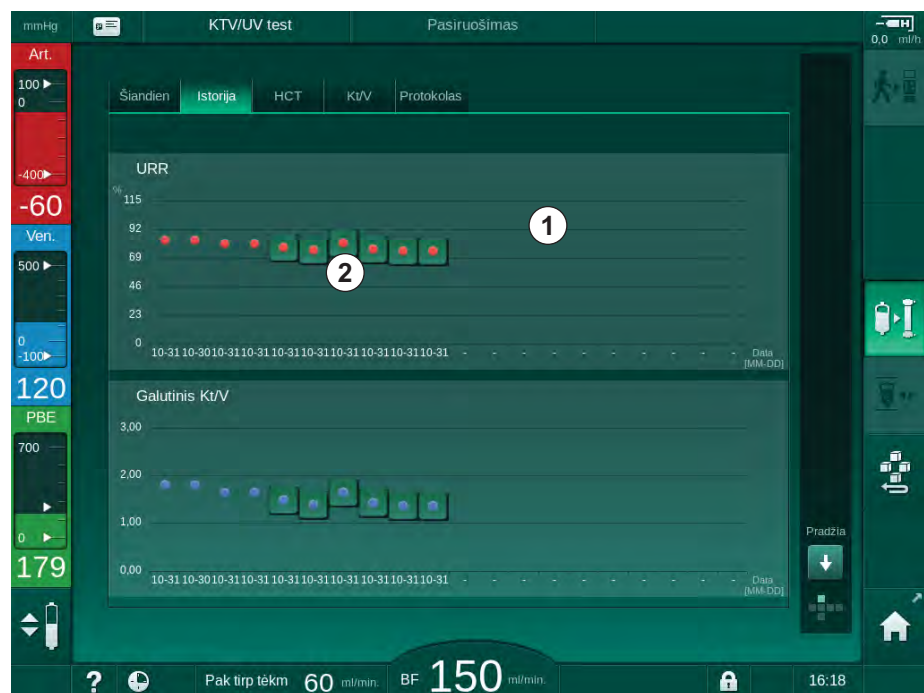 mmHg
KTV/UV test
Pasiruošimas
0,0 ml/h
Art.
100
0
-400
-60
Ven.
500
0
-100
120
PBE
700
0
179
Šiandien Istorija HCT Kt/V Protokolas
URR
%
115
92
69
46
23
0
1
2
10-31 10-30 10-31 10-31 10-31 10-31 10-31 10-31 10-31 10-31 - - - - - - - - - - Data
[MM-DD]
Galutinis Kt/V
3,00
2,00
1,00
0,00
10-31 10-30 10-31 10-31 10-31 10-31 10-31 10-31 10-31 10-31 - - - - - - - - - - Data
[MM-DD]
Pradžia
? Pak tirp tėkm 60 ml/min. BF 150 ml/min. 16:18